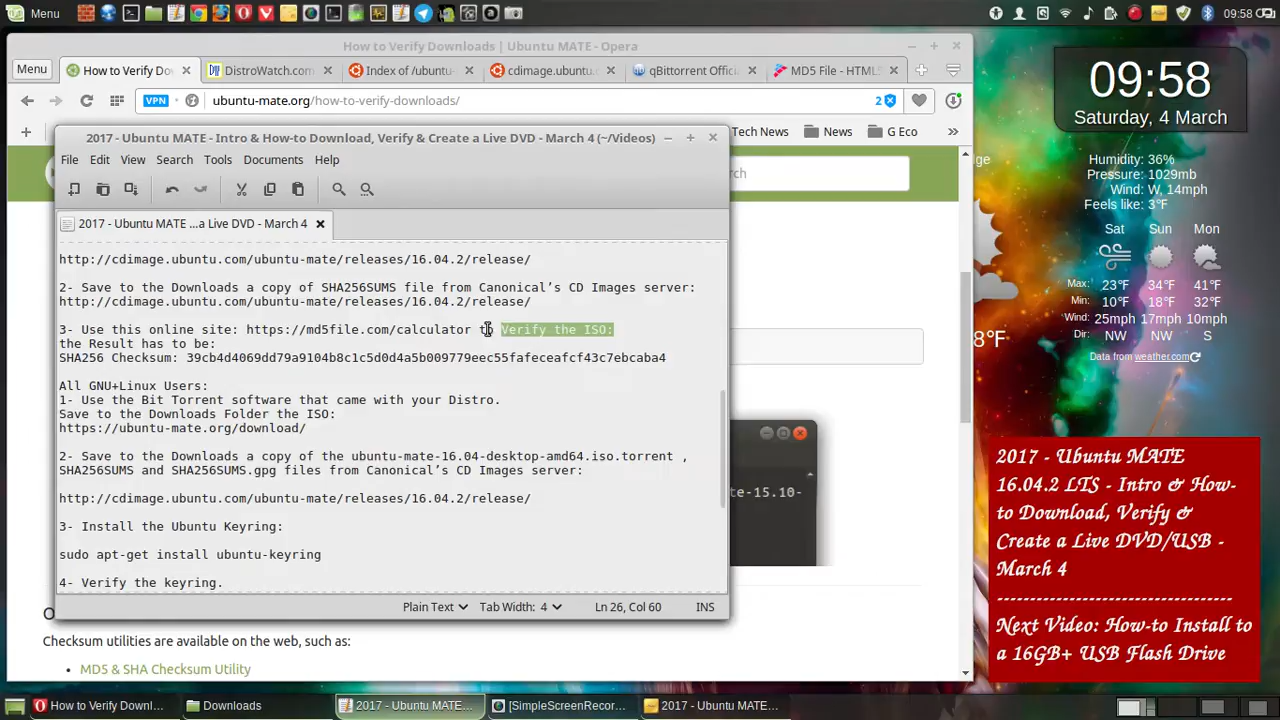 Menu
09:58
How to Verify Downloads | Ubuntu MATE - Opera
Menu
How to Verify Do
DistroWatch.com
Index of /ubuntu-
cdimage.ubuntu.c
qBittorrent Offici
MD5 File - HTML5
VPN
ubuntu-mate.org/how-to-verify-downloads/
2
Tech News
News
G Eco
»
rch
2017 - Ubuntu MATE - Intro & How-to Download, Verify & Create a Live DVD - March 4 (~/Videos)
File Edit View Search Tools Documents Help
2017 - Ubuntu MATE ...a Live DVD - March 4
http://cdimage.ubuntu.com/ubuntu-mate/releases/16.04.2/release/
2- Save to the Downloads a copy of SHA256SUMS file from Canonical’s CD Images server:
http://cdimage.ubuntu.com/ubuntu-mate/releases/16.04.2/release/
3- Use this online site: https://md5file.com/calculator to Verify the ISO:
the Result has to be:
SHA256 Checksum: 39cb4d4069dd79a9104b8c1c5d0d4a5b009779eec55fafeceafcf43c7ebcaba4
All GNU+Linux Users:
1- Use the Bit Torrent software that came with your Distro.
Save to the Downloads Folder the ISO:
https://ubuntu-mate.org/download/
2- Save to the Downloads a copy of the ubuntu-mate-16.04-desktop-amd64.iso.torrent ,
SHA256SUMS and SHA256SUMS.gpg files from Canonical’s CD Images server:
http://cdimage.ubuntu.com/ubuntu-mate/releases/16.04.2/release/
3- Install the Ubuntu Keyring:
sudo apt-get install ubuntu-keyring
4- Verify the keyring.
Plain Text Tab Width: 4 Ln 26, Col 60 INS
te-15.10-
O
Checksum utilities are available on the web, such as:
• MD5 & SHA Checksum Utility
09:58
Saturday, 4 March
ge
8°F
Humidity: 36%
Pressure: 1029mb
Wind: W, 14mph
Feels like: 3°F
Sat Sun Mon
Max: 23°F 34°F 41°F
Min: 10°F 18°F 32°F
Wind: 25mph 17mph 10mph
Dir: NW NW W
Data from weather.com
2017 - Ubuntu MATE
16.04.2 LTS - Intro & How-
to Download, Verify &
Create a Live DVD/USB -
March 4
----------------------------------
Next Video: How-to Install to
a 16GB+ USB Flash Drive
How to Verify Downl...
Downloads
2017 - Ubuntu MATE...
[SimpleScreenRecor...
2017 - Ubuntu MATE...